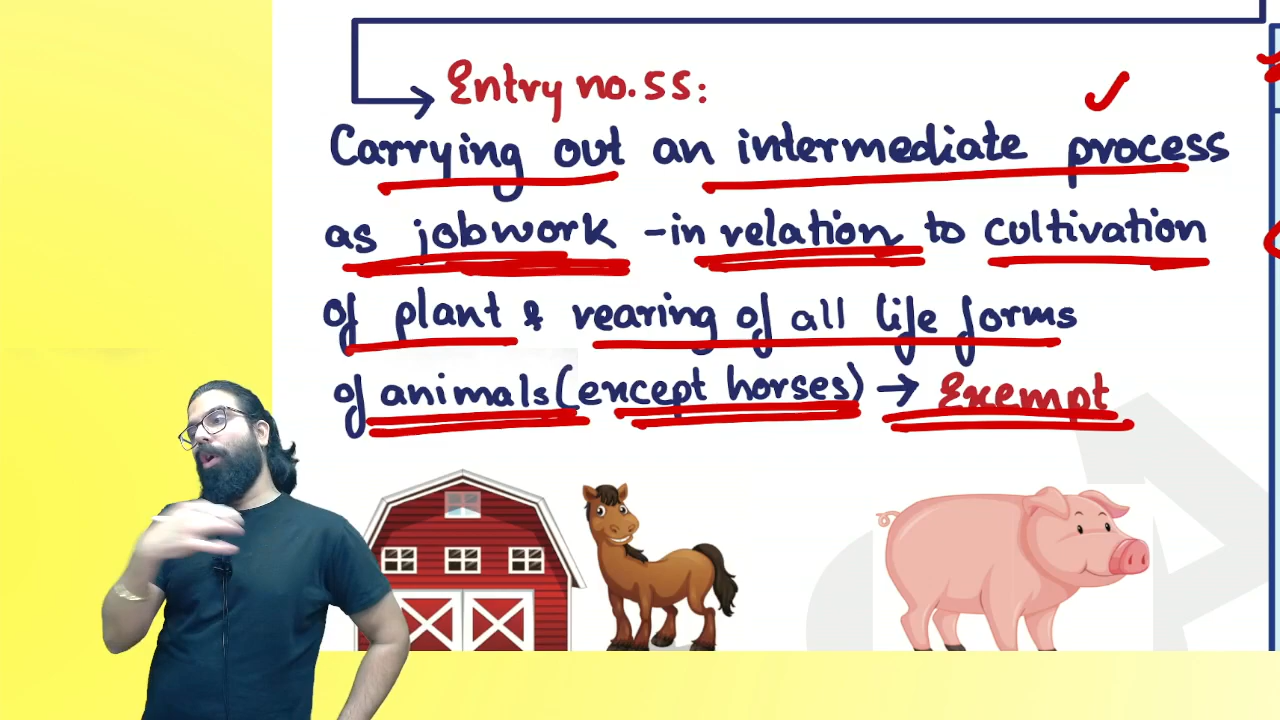 Entry no. 55:
Carrying out an intermediate process
as jobwork - in relation to cultivation
of plant & rearing of all life forms
of animals (except horses) → Exempt